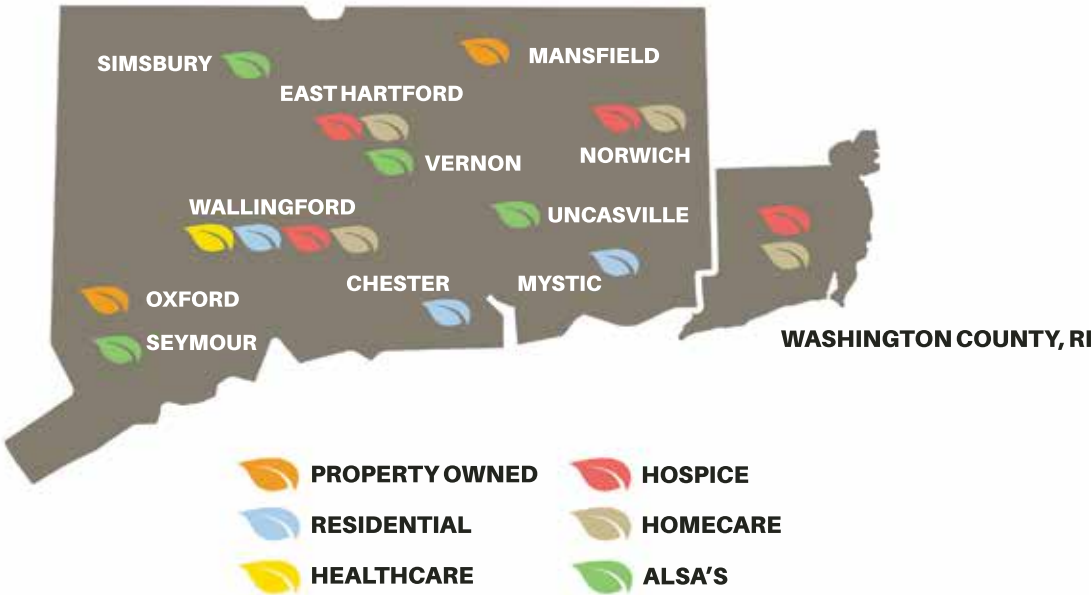 SIMSBURY
MANSFIELD
EAST HARTFORD
VERNON
NORWICH
WALLINGFORD
UNCASVILLE
CHESTER
MYSTIC
OXFORD
SEYMOUR
WASHINGTON COUNTY, RI
PROPERTY OWNED
HOSPICE
RESIDENTIAL
HOMECARE
HEALTHCARE
ALSA'S